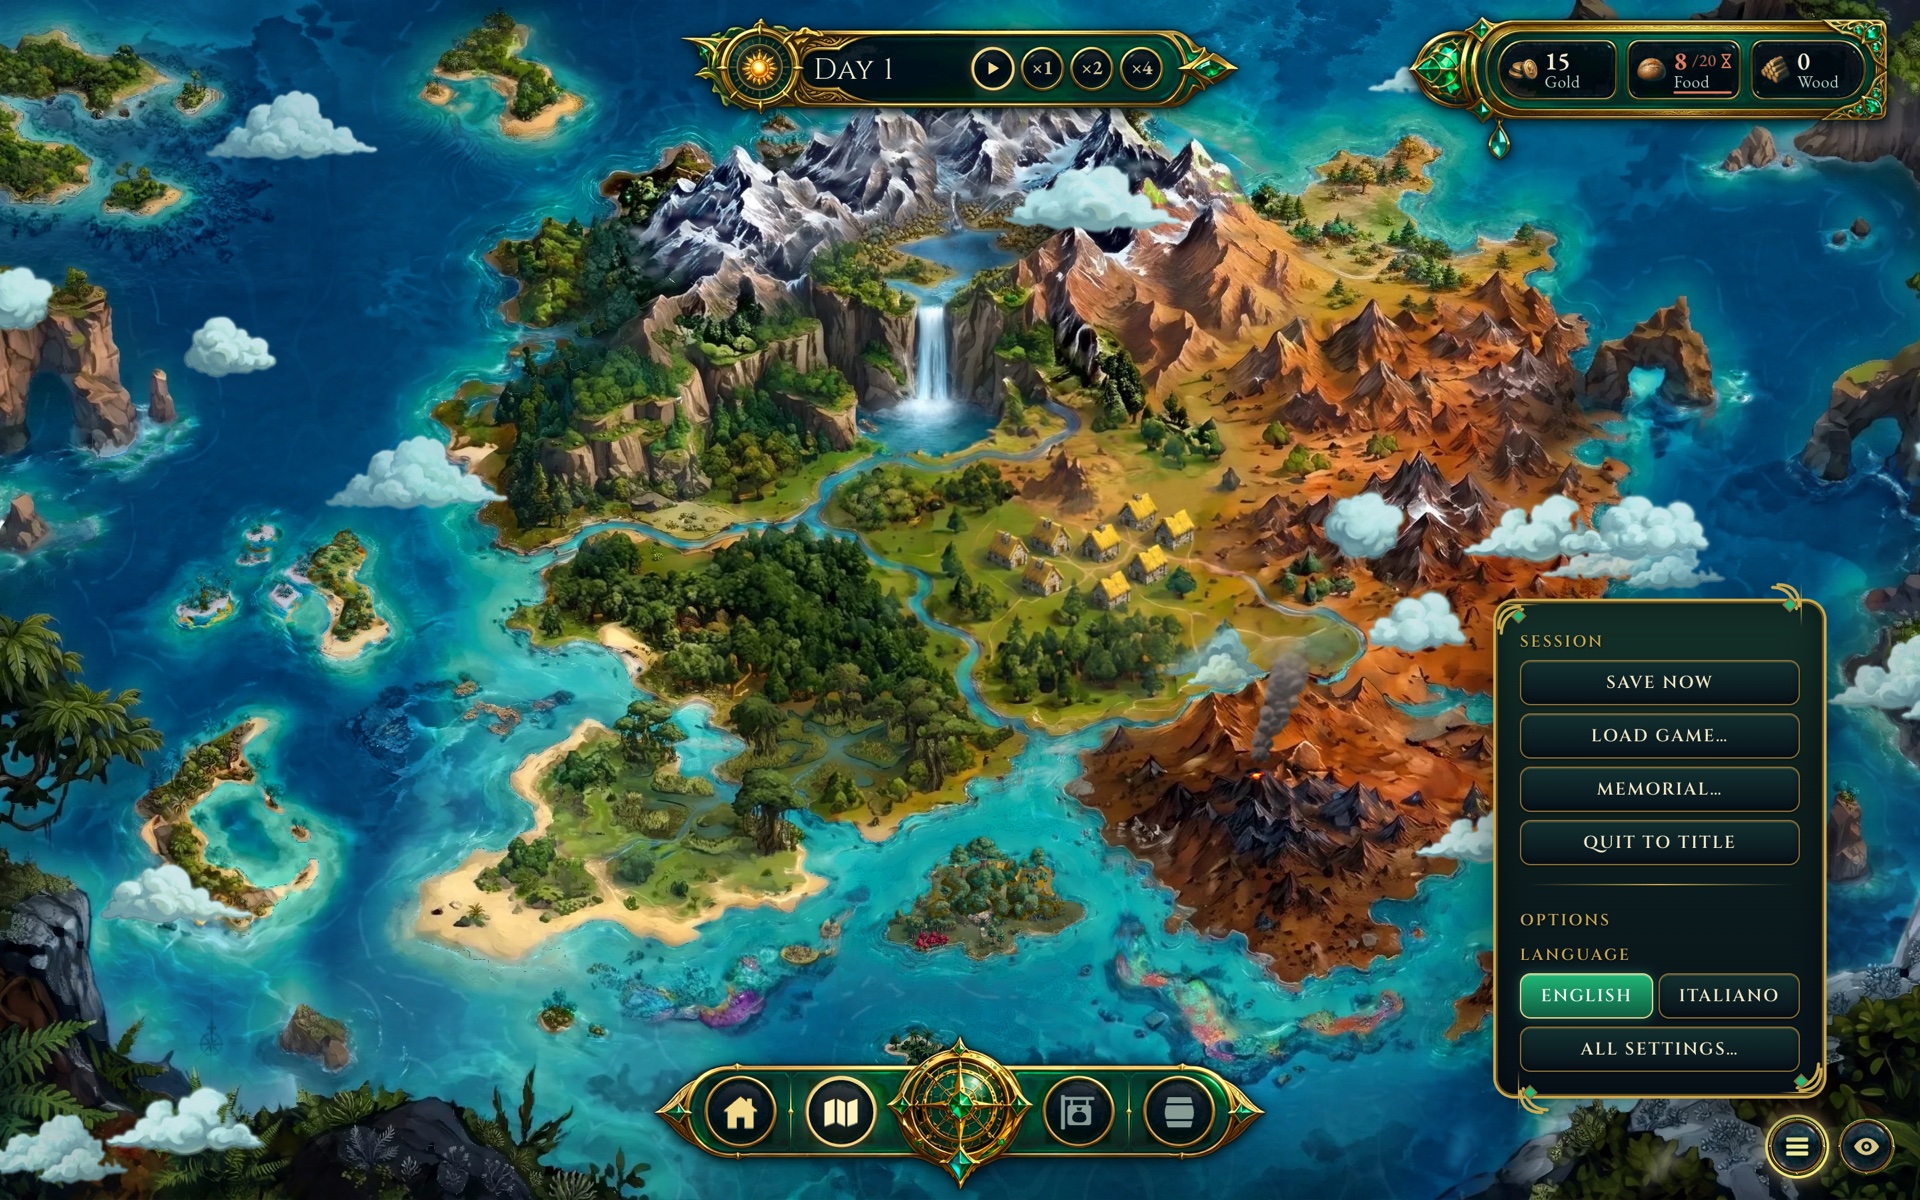 DAY 1
×1
×2
×4
15
Gold
8 /20
Food
0
Wood
SESSION
SAVE NOW
LOAD GAME…
MEMORIAL…
QUIT TO TITLE
OPTIONS
LANGUAGE
ENGLISH
ITALIANO
ALL SETTINGS…